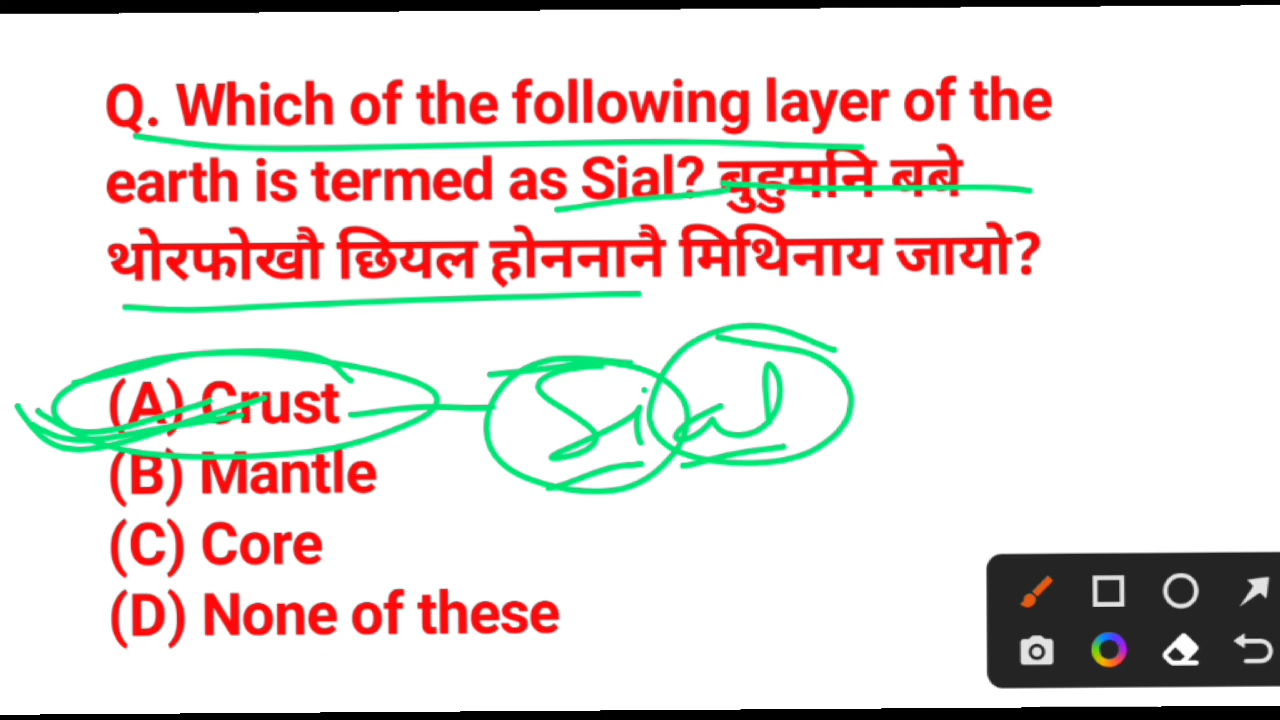 Q. Which of the following layer of the
earth is termed as Sial? बुहुमनि बबे
थोरफोखौ छियल होननानै मिथिनाय जायो?
(A) Crust
Sial
(B) Mantle
(C) Core
(D) None of these